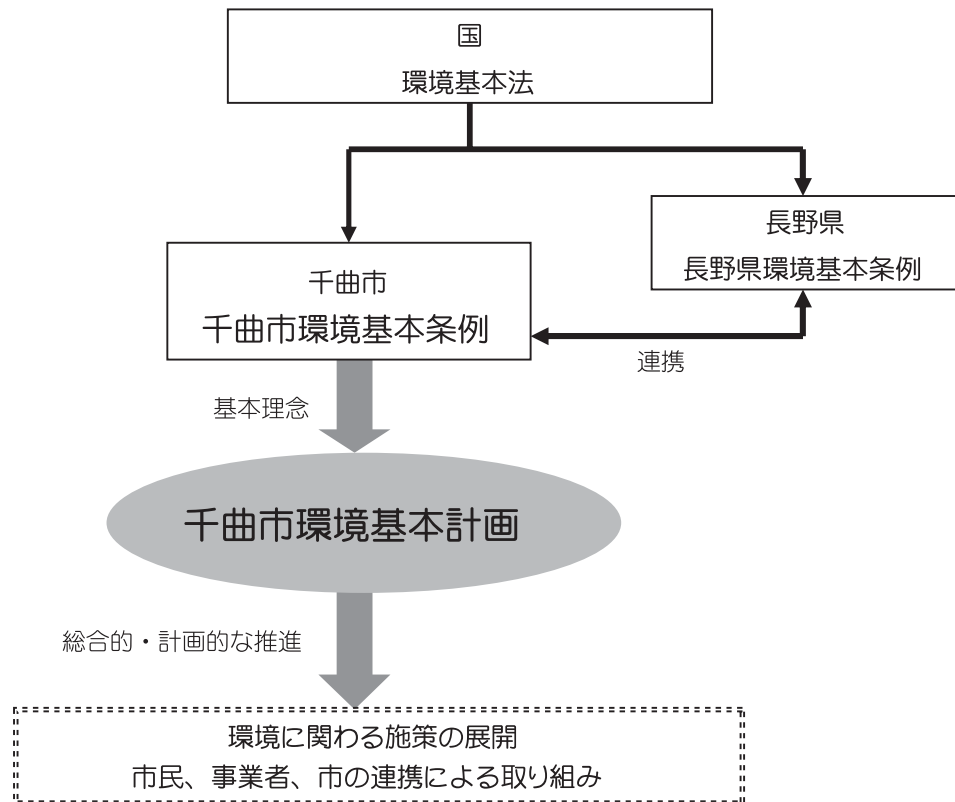 国
環境基本法
長野県
長野県環境基本条例
千曲市
千曲市環境基本条例
連携
基本理念
千曲市環境基本計画
総合的・計画的な推進
環境に関わる施策の展開
市民、事業者、市の連携による取り組み